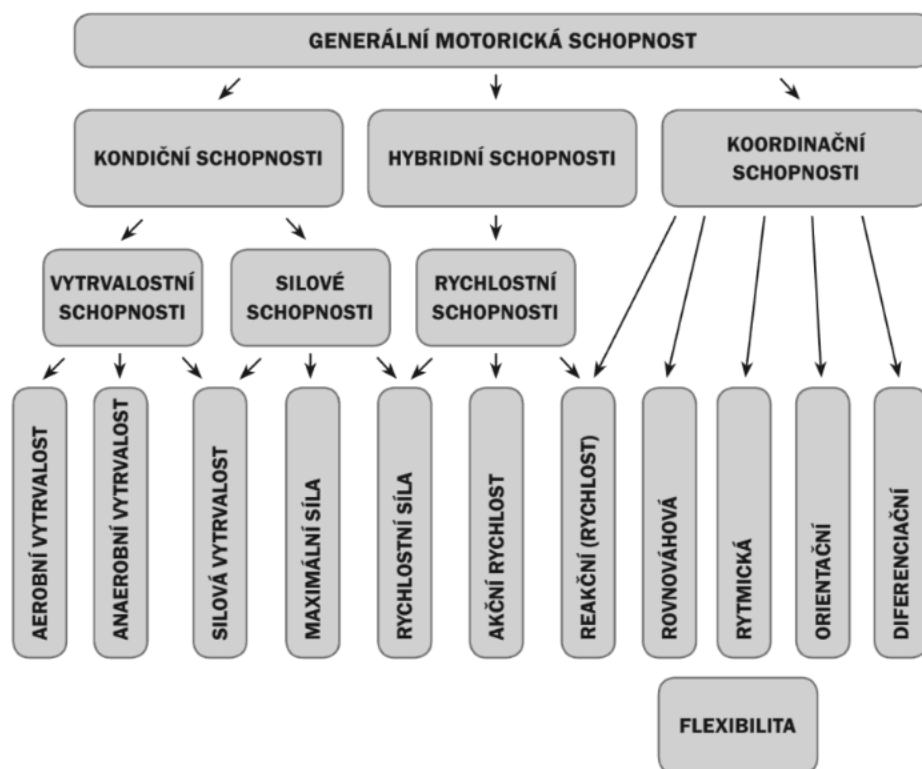 GENERÁLNÍ MOTORICKÁ SCHOPNOST
KONDIČNÍ SCHOPNOSTI
HYBRIDNÍ SCHOPNOSTI
KOORDINAČNÍ
SCHOPNOSTI
VYTRVALOSTNÍ
SCHOPNOSTI
SILOVÉ
SCHOPNOSTI
RYCHLOSTNÍ
SCHOPNOSTI
AEROBNÍ VYTRVALOST
ANAEROBNÍ VYTRVALOST
SILOVÁ VYTRVALOST
MAXIMÁLNÍ SÍLA
RYCHLOSTNÍ SÍLA
AKČNÍ RYCHLOST
REAKČNÍ (RYCHLOST)
ROVNOVÁHOVÁ
RYTMICKÁ
ORIENTAČNÍ
DIFERENCIAČNÍ
FLEXIBILITA